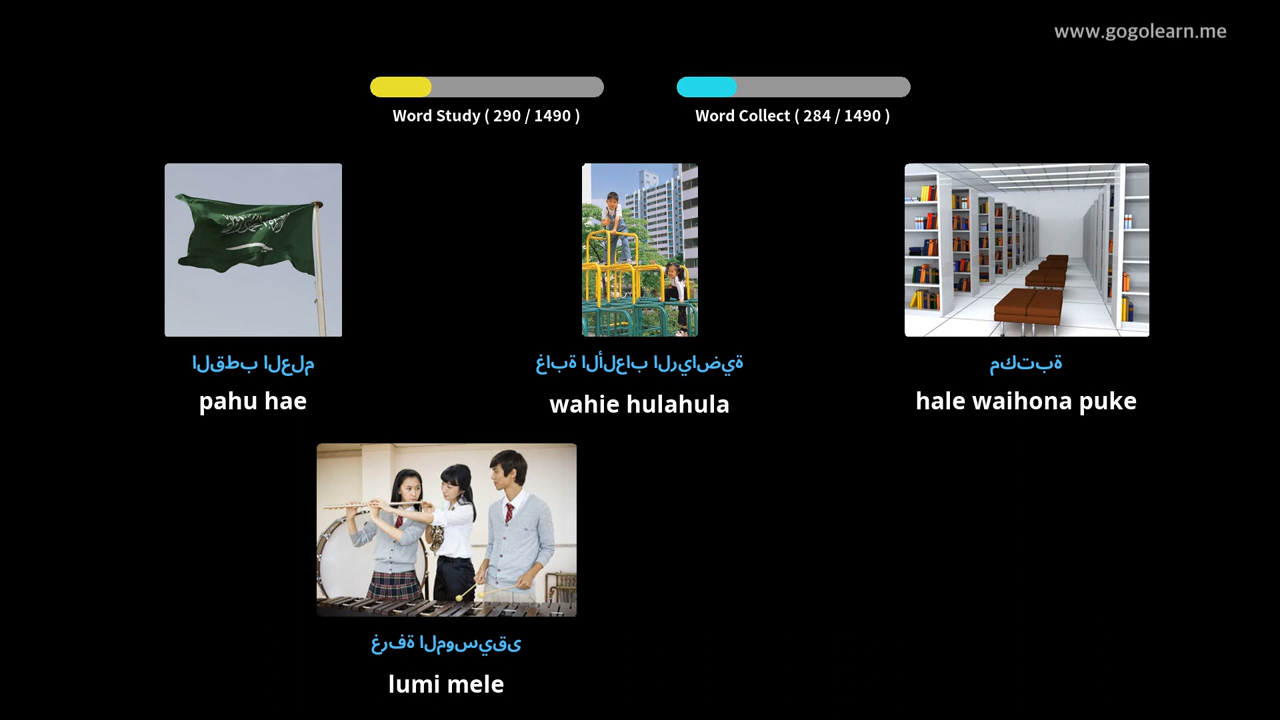 www.gogolearn.me
Word Study ( 290 / 1490 )
Word Collect ( 284 / 1490 )
القطب العلم
غابة الألعاب الرياضية
مكتبة
pahu hae
wahie hulahula
hale waihona puke
غرفة الموسيقى
lumi mele